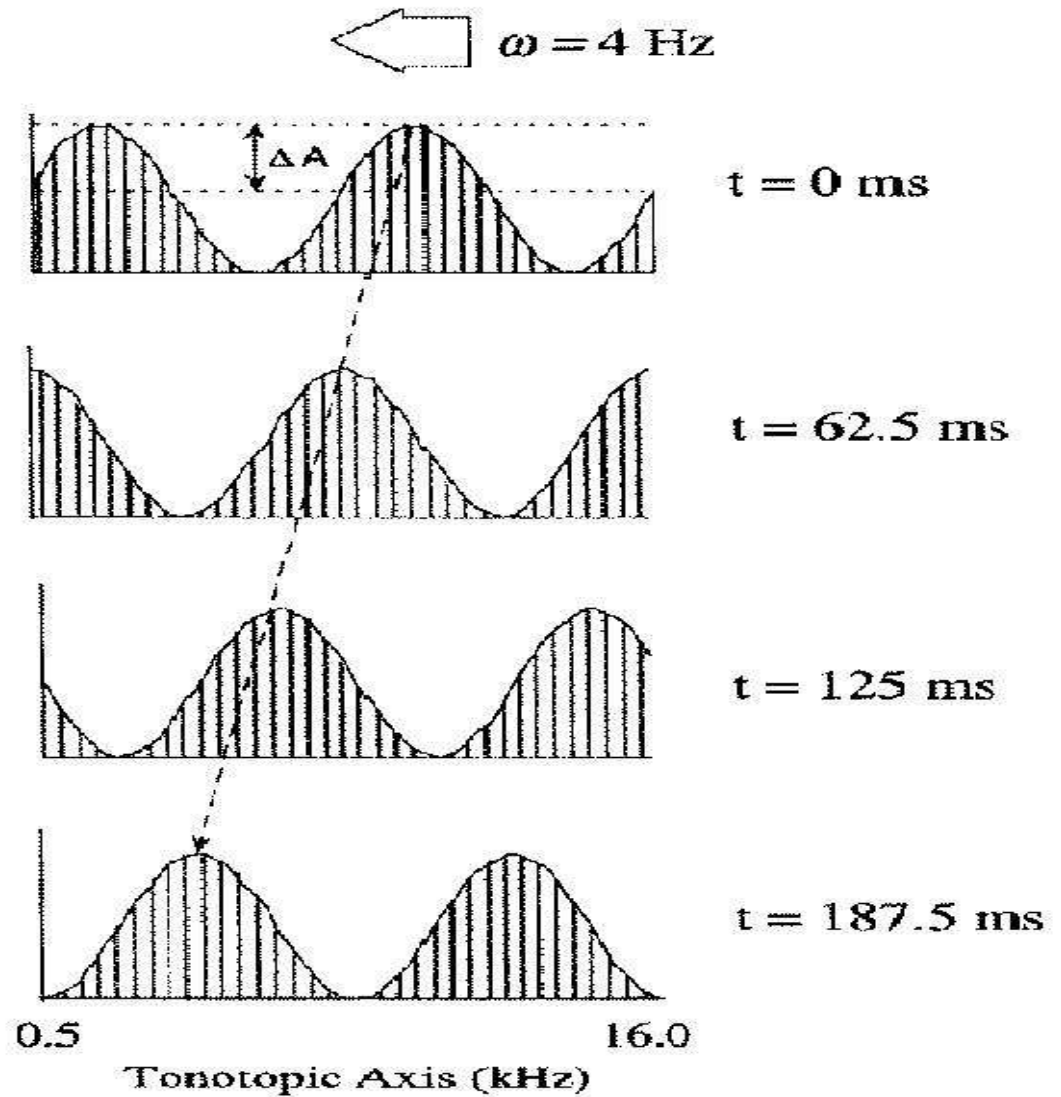 ω = 4 Hz
Δ A
t = 0 ms
t = 62.5 ms
t = 125 ms
t = 187.5 ms
0.5 16.0
Tonotopic Axis (kHz)